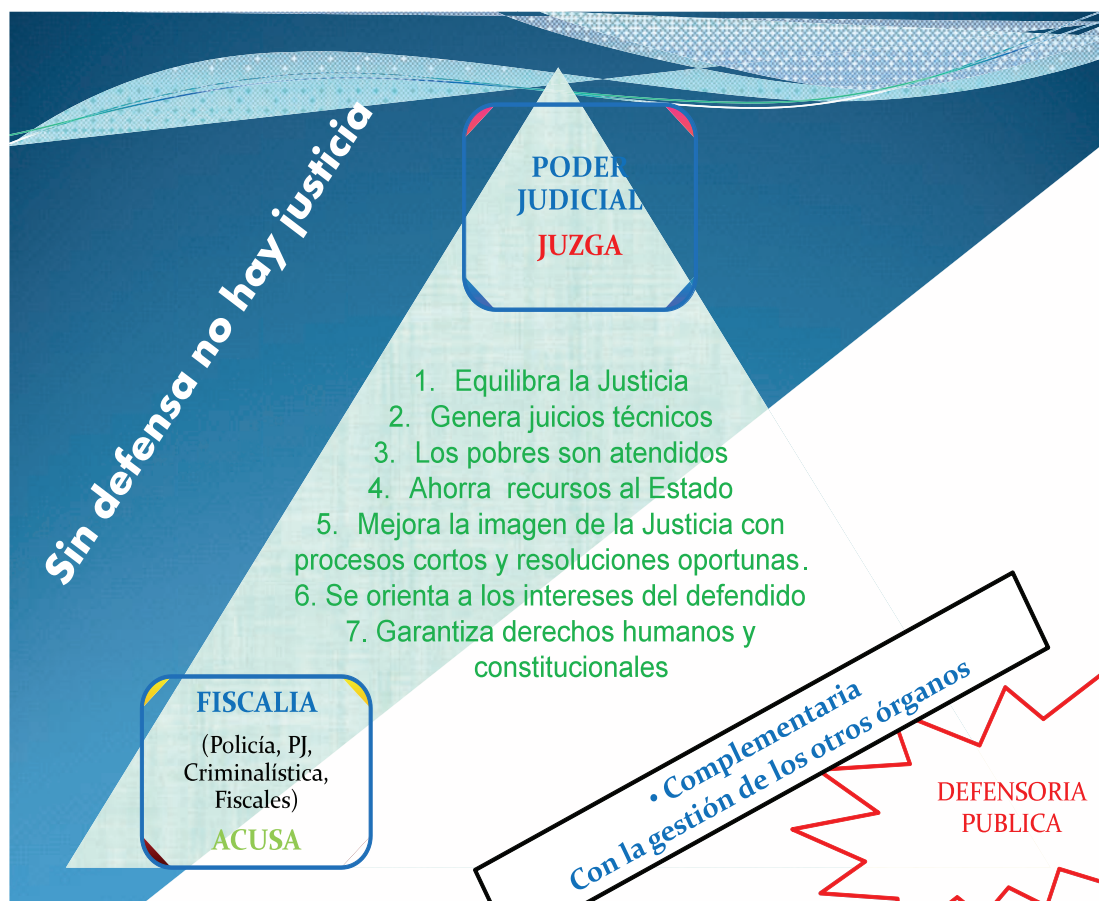 Sin defensa no hay justicia
PODER
JUDICIAL
JUZGA
1. Equilibra la Justicia
2. Genera juicios técnicos
3. Los pobres son atendidos
4. Ahorra recursos al Estado
5. Mejora la imagen de la Justicia con
procesos cortos y resoluciones oportunas.
6. Se orienta a los intereses del defendido
7. Garantiza derechos humanos y
constitucionales
FISCALIA
(Policía, PJ,
Criminalística,
Fiscales)
ACUSA
• Complementaria
Con la gestión de los otros órganos
DEFENSORIA
PUBLICA